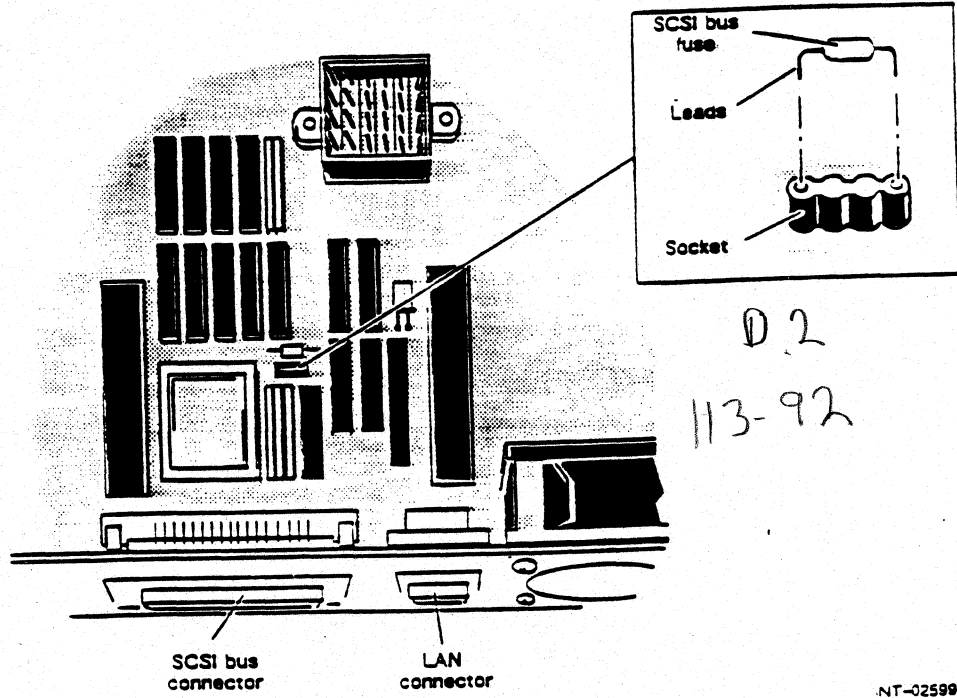 SCSI bus
fuse
Leads
Socket
D.2
113-92
SCSI bus
connector
LAN
connector
NT-02599